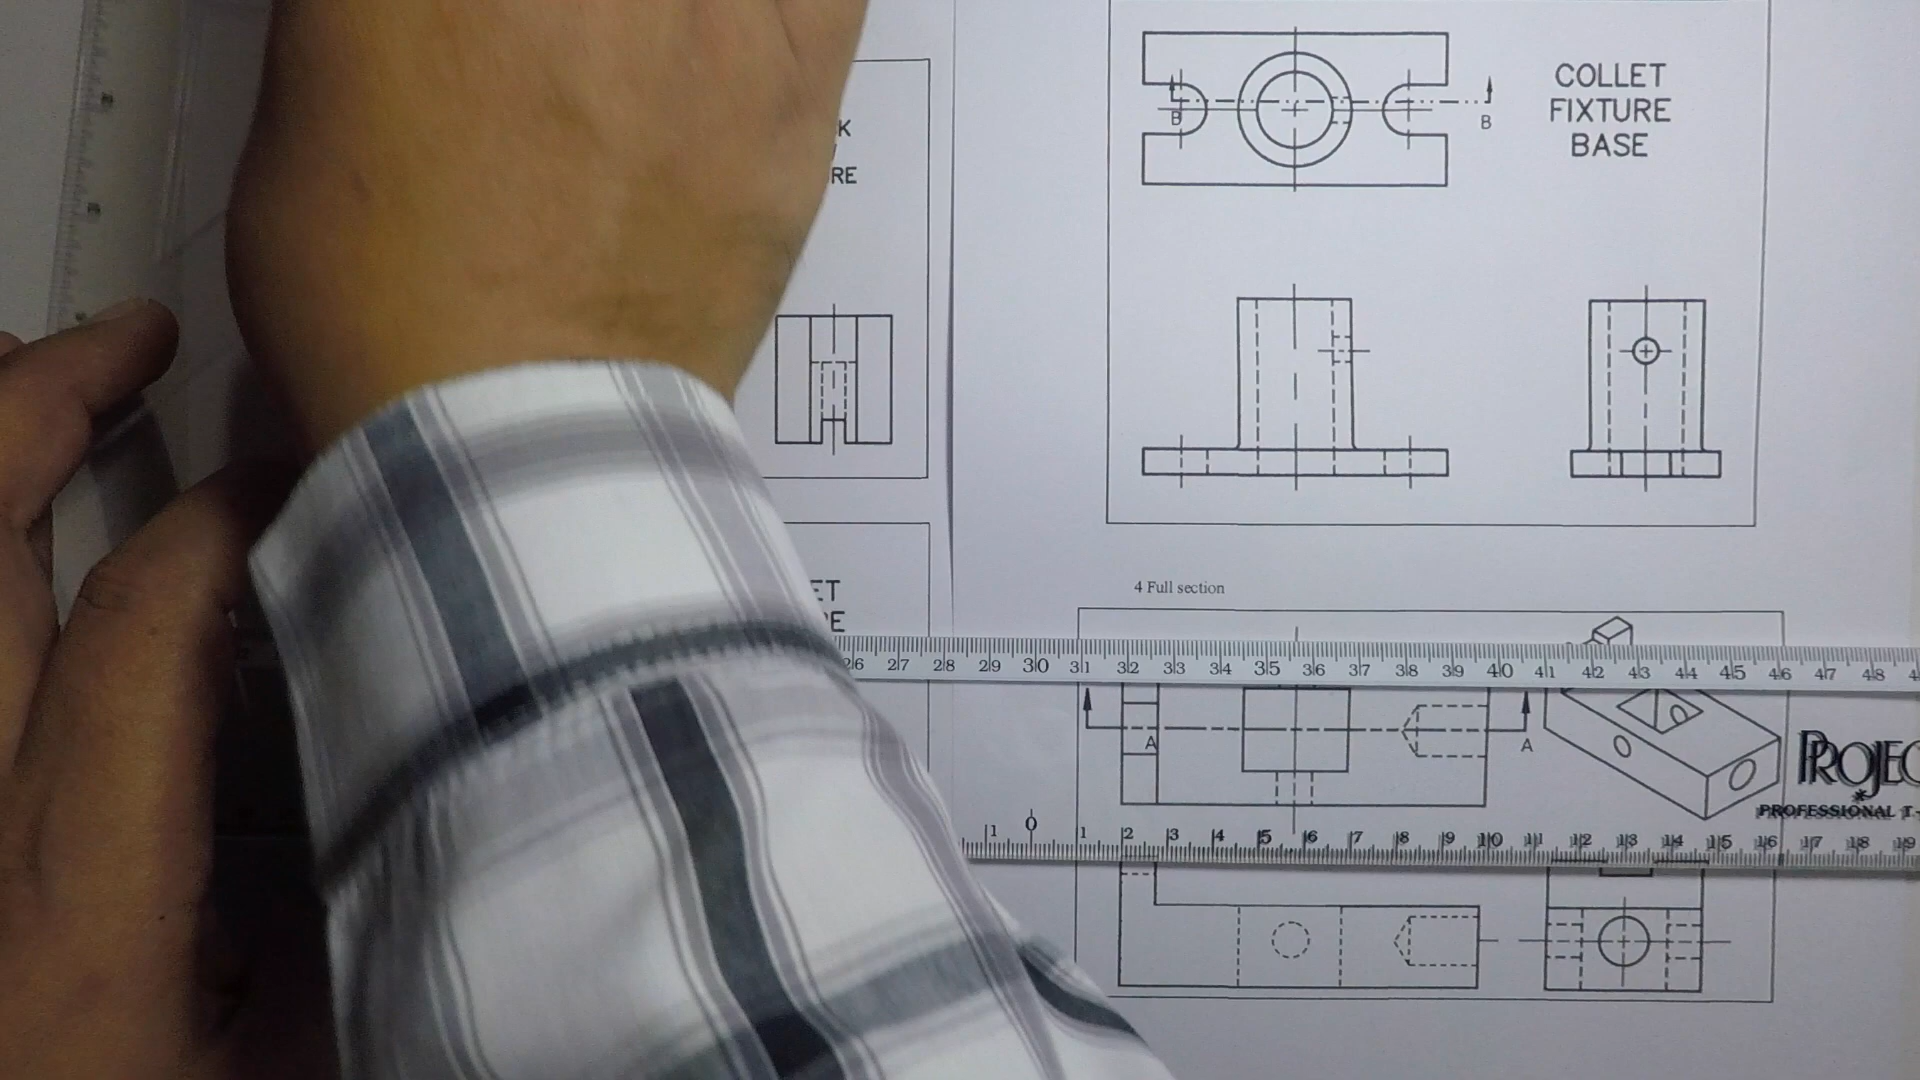 COLLET
FIXTURE
BASE
B
B
K
RE
4 Full section
ET
26 27 28 29 30 31 32 33 34 35 36 37 38 39 40 41 42 43 44 45 46 47 48
A
A
PROJEC
PROFESSIONAL T-
1 0 1 2 3 4 5 6 7 8 9 10 11 12 13 14 15 16 17 18 19